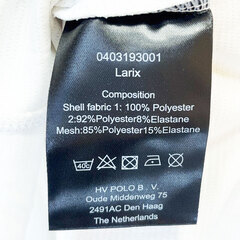 0403193001
Larix
Composition
Shell fabric 1: 100% Polyester
2:92%Polyester8%Elastane
Mesh:85%Polyester15%Elastane
40c
HV POLO B.V.
Oude Middenweg 75
2491AC Den Haag
The Netherlands